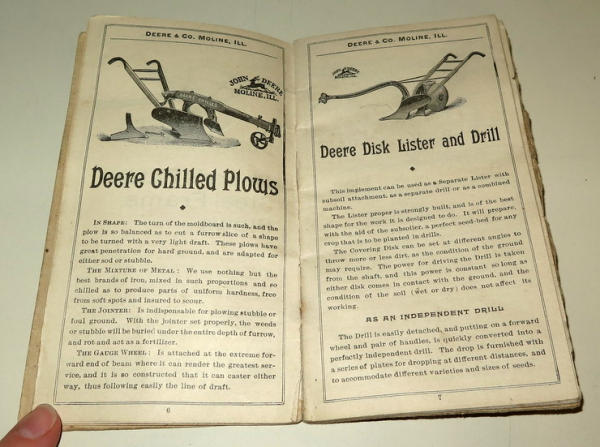 DEERE & CO. MOLINE, ILL.
JOHN DEERE
MOLINE, ILL.
Deere Chilled Plows
IN SHAPE: The turn of the moldboard is such, and the
plow is so balanced as to cut a furrow slice of a shape
to be turned with a very light draft. These plows have
great penetration for hard ground, and are adapted for
either sod or stubble.
THE MIXTURE OF METAL: We use nothing but the
best brands of iron, mixed in such proportions and so
chilled as to produce parts of uniform hardness, free
from soft spots and insured to scour.
THE JOINTER: Is indispensable for plowing stubble or
foul ground. With the jointer set properly, the weeds
or stubble will be buried under the entire depth of furrow,
and rot and act as a fertilizer.
THE GAUGE WHEEL: Is attached at the extreme for-
ward end of beam where it can render the greatest ser-
vice, and it is so constructed that it can caster either
way, thus following easily the line of draft.
6
DEERE & CO. MOLINE, ILL.
Deere Disk Lister and Drill
This implement can be used as a Separate Lister with
subsoil attachment, as a separate drill or as a combined
machine.
The Lister proper is strongly built, and is of the best
shape for the work it is designed to do. It will prepare,
with the aid of the subsoiler, a perfect seed-bed for any
crop that is to be planted in drills.
The Covering Disk can be set at different angles to
throw more or less dirt, as the condition of the ground
may require. The power for driving the Drill is taken
from the shaft, and this power is constant so long as
either disk comes in contact with the ground, and the
condition of the soil (wet or dry) does not affect its
working.
AS AN INDEPENDENT DRILL
The Drill is easily detached, and putting on a forward
wheel and pair of handles, is quickly converted into a
perfectly independent drill. The drop is furnished with
a series of plates for dropping at different distances, and
to accommodate different varieties and sizes of seeds.
7